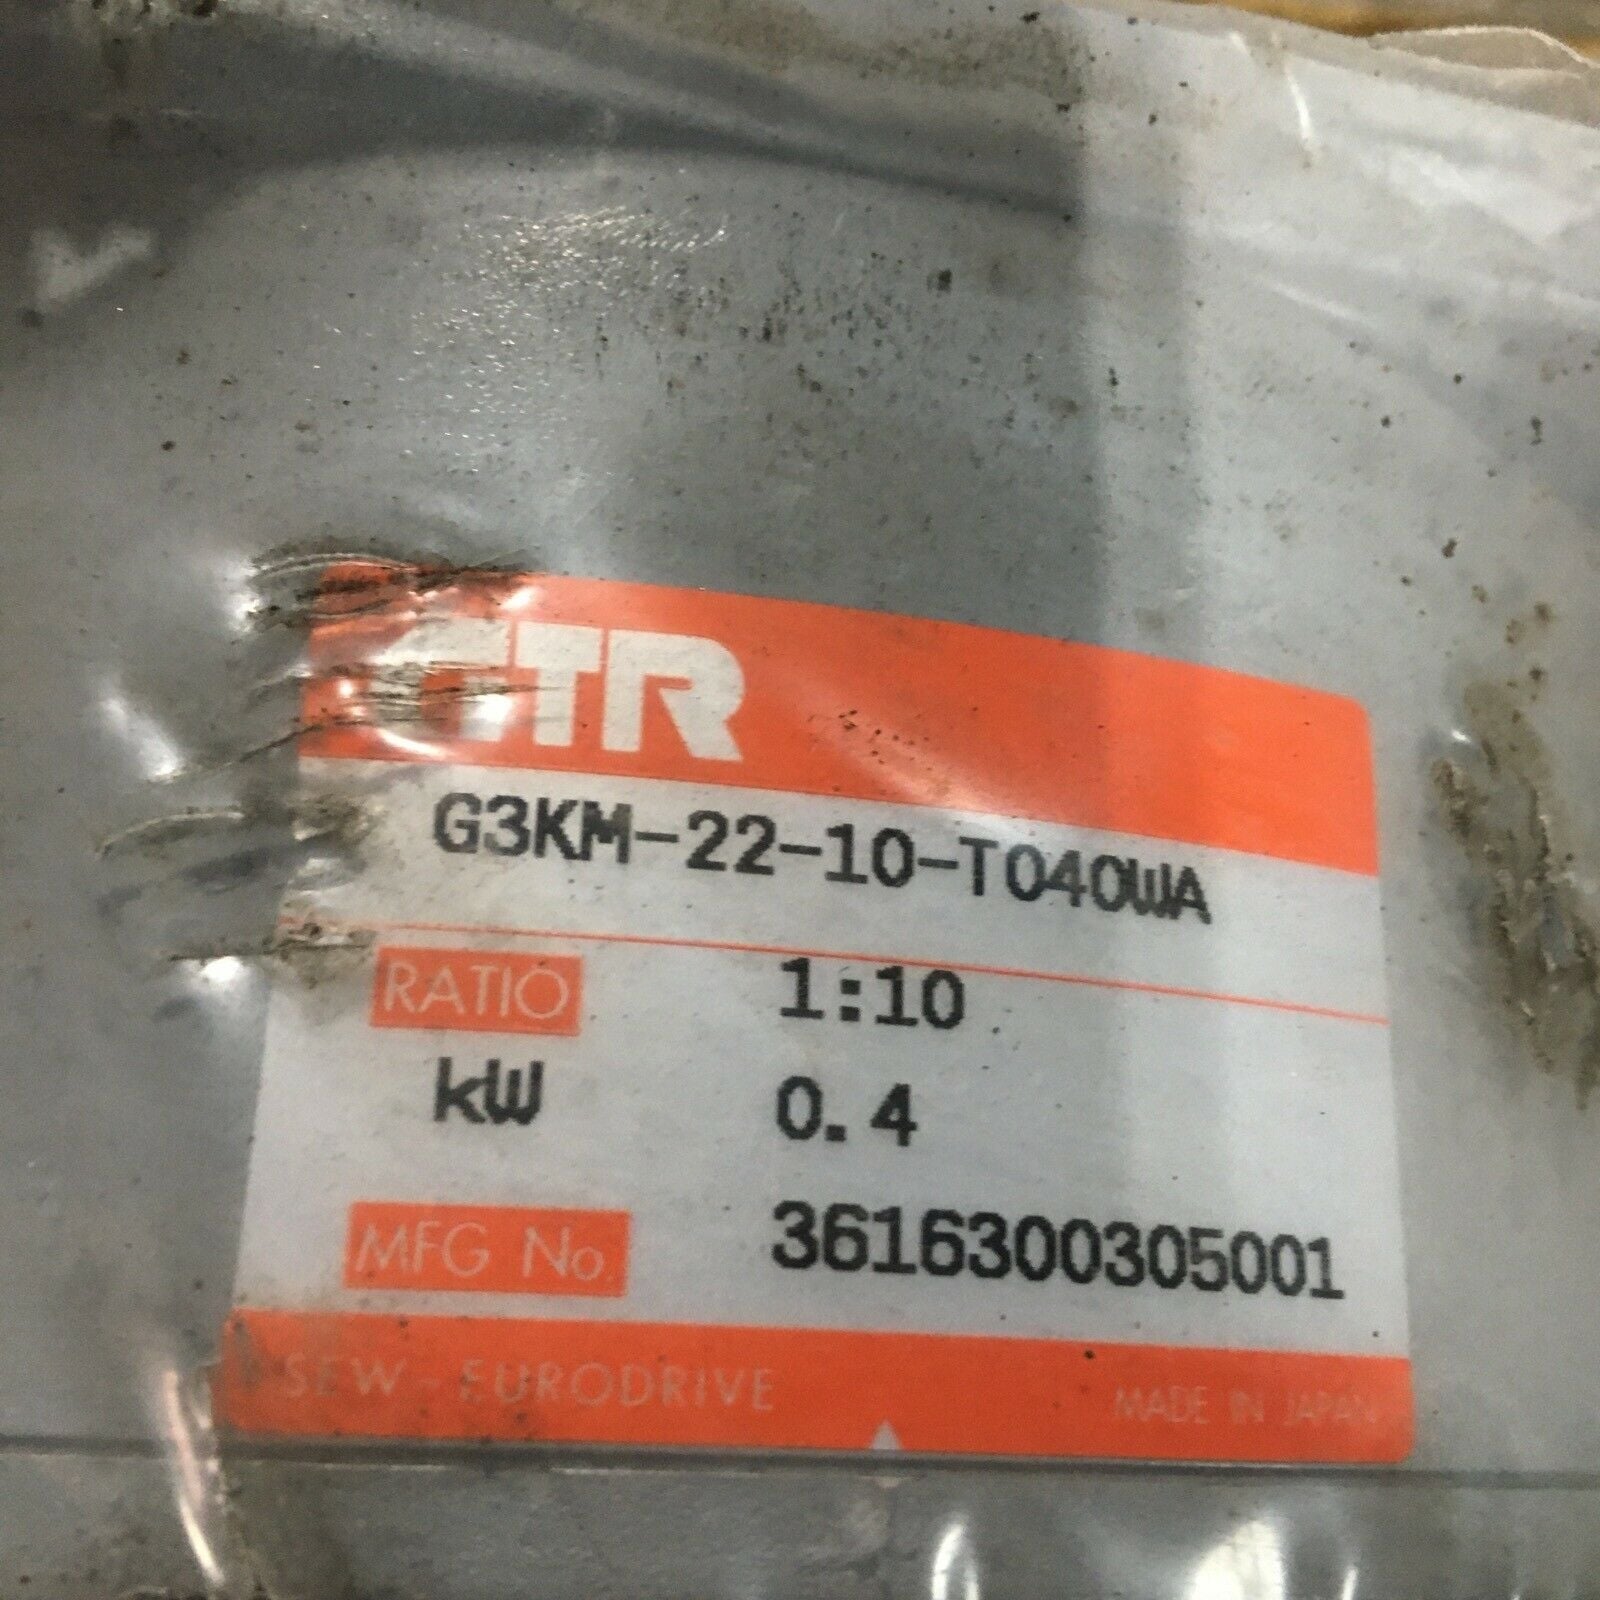 GTR
G3KM-22-10-T040WA
RATIO 1:10
kW 0.4
MFG No. 3616300305001
SEW-EURODRIVE MADE IN JAPAN